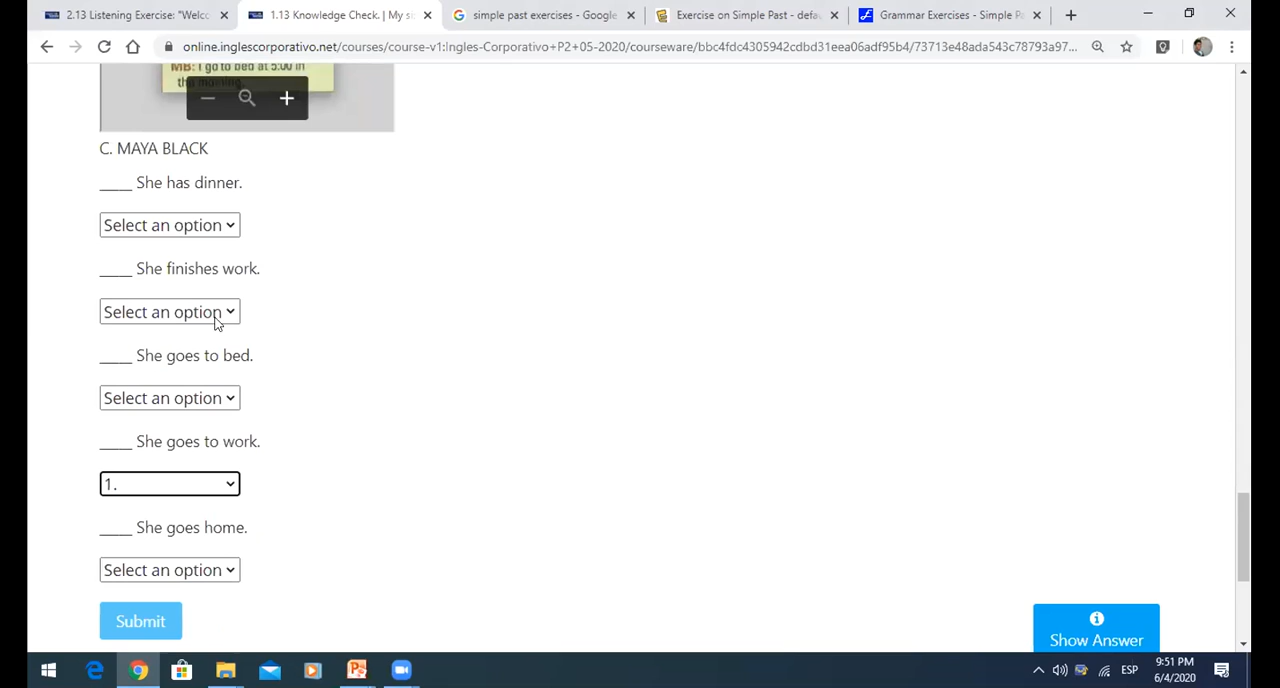 2.13 Listening Exercise: "Welc
1.13 Knowledge Check. | My s
simple past exercises - Google
Exercise on Simple Past - defa
Grammar Exercises - Simple Pa
online.inglescorporativo.net/courses/course-v1:Ingles-Corporativo+P2+05-2020/courseware/bbc4fdc4305942cdbd31eea06adf95b4/73713e48ada543c78793a97...
MB: I go to bed at 5:00 in
the morning.
C. MAYA BLACK
____ She has dinner.
Select an option
____ She finishes work.
Select an option
____ She goes to bed.
Select an option
____ She goes to work.
1.
____ She goes home.
Select an option
Submit
Show Answer
ESP
9:51 PM
6/4/2020